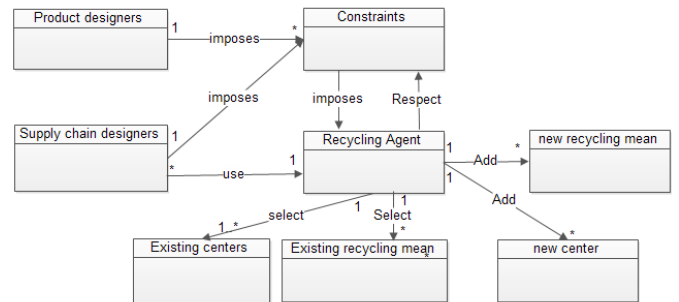 Product designers
Constraints
1
imposes
*
imposes
imposes
Respect
Supply chain designers
1
*
use
1
Recycling Agent
1
Add
*
new recycling mean
1
Add
*
select
1
1..*
1
Select
*
Existing centers
Existing recycling mean
*
new center